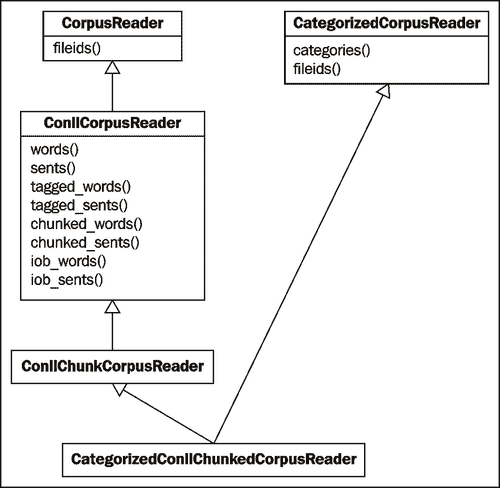 CorpusReader
fileids()
CategorizedCorpusReader
categories()
fileids()
ConllCorpusReader
words()
sents()
tagged_words()
tagged_sents()
chunked_words()
chunked_sents()
iob_words()
iob_sents()
ConllChunkCorpusReader
CategorizedConllChunkedCorpusReader